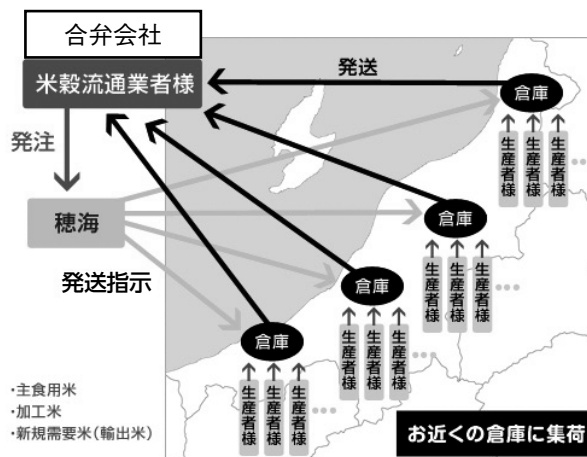 合弁会社
米穀流通業者様
発送
倉庫
発注
生産者様
生産者様
生産者様
穂海
倉庫
生産者様
生産者様
生産者様
発送指示
倉庫
生産者様
生産者様
生産者様
倉庫
生産者様
生産者様
生産者様
・主食用米
・加工米
・新規需要米(輸出米)
お近くの倉庫に集荷